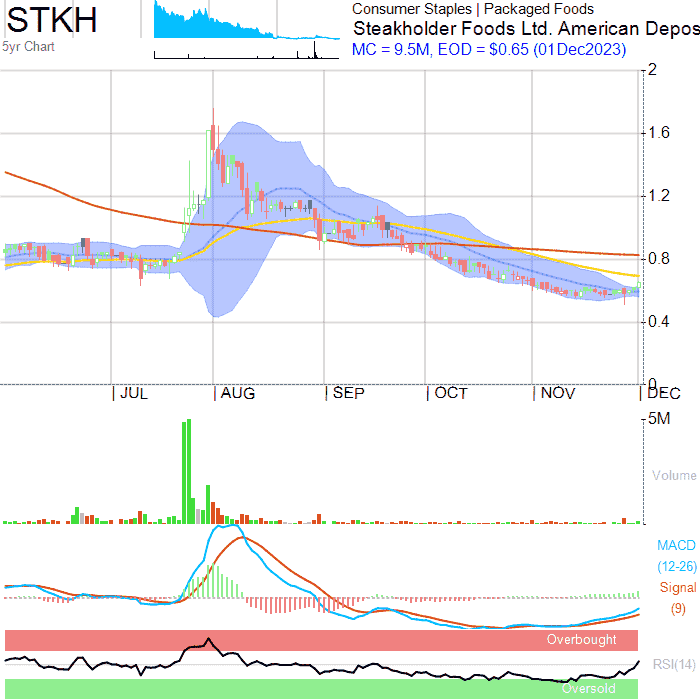 STKH
5yr Chart
Consumer Staples | Packaged Foods
Steakholder Foods Ltd. American Depos
MC = 9.5M, EOD = $0.65 (01Dec2023)
2
1.6
1.2
0.8
0.4
0
JUL AUG SEP OCT NOV DEC
5M
Volume
MACD
(12-26)
Signal
(9)
Overbought
RSI(14)
Oversold